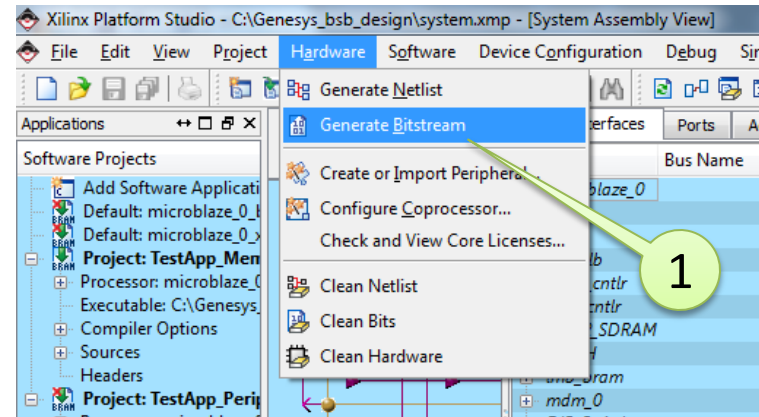 Xilinx Platform Studio - C:\Genesys_bsb_design\system.xmp - [System Assembly View]
File Edit View Project Hardware Software Device Configuration Debug
Applications
Software Projects
Add Software Applicati
Default: microblaze_0_
Default: microblaze_0_x
Project: TestApp_Mem
Processor: microblaze_0
Executable: C:\Genesys_
Compiler Options
Sources
Headers
Project: TestApp_Perip
Generate Netlist
Generate Bitstream
Create or Import Peripheral...
Configure Coprocessor...
Check and View Core Licenses...
Clean Netlist
Clean Bits
Clean Hardware
1
erfaces Ports
Bus Name
blaze_0
lb
cntlr
cntlr
_SDRAM
mdm_0